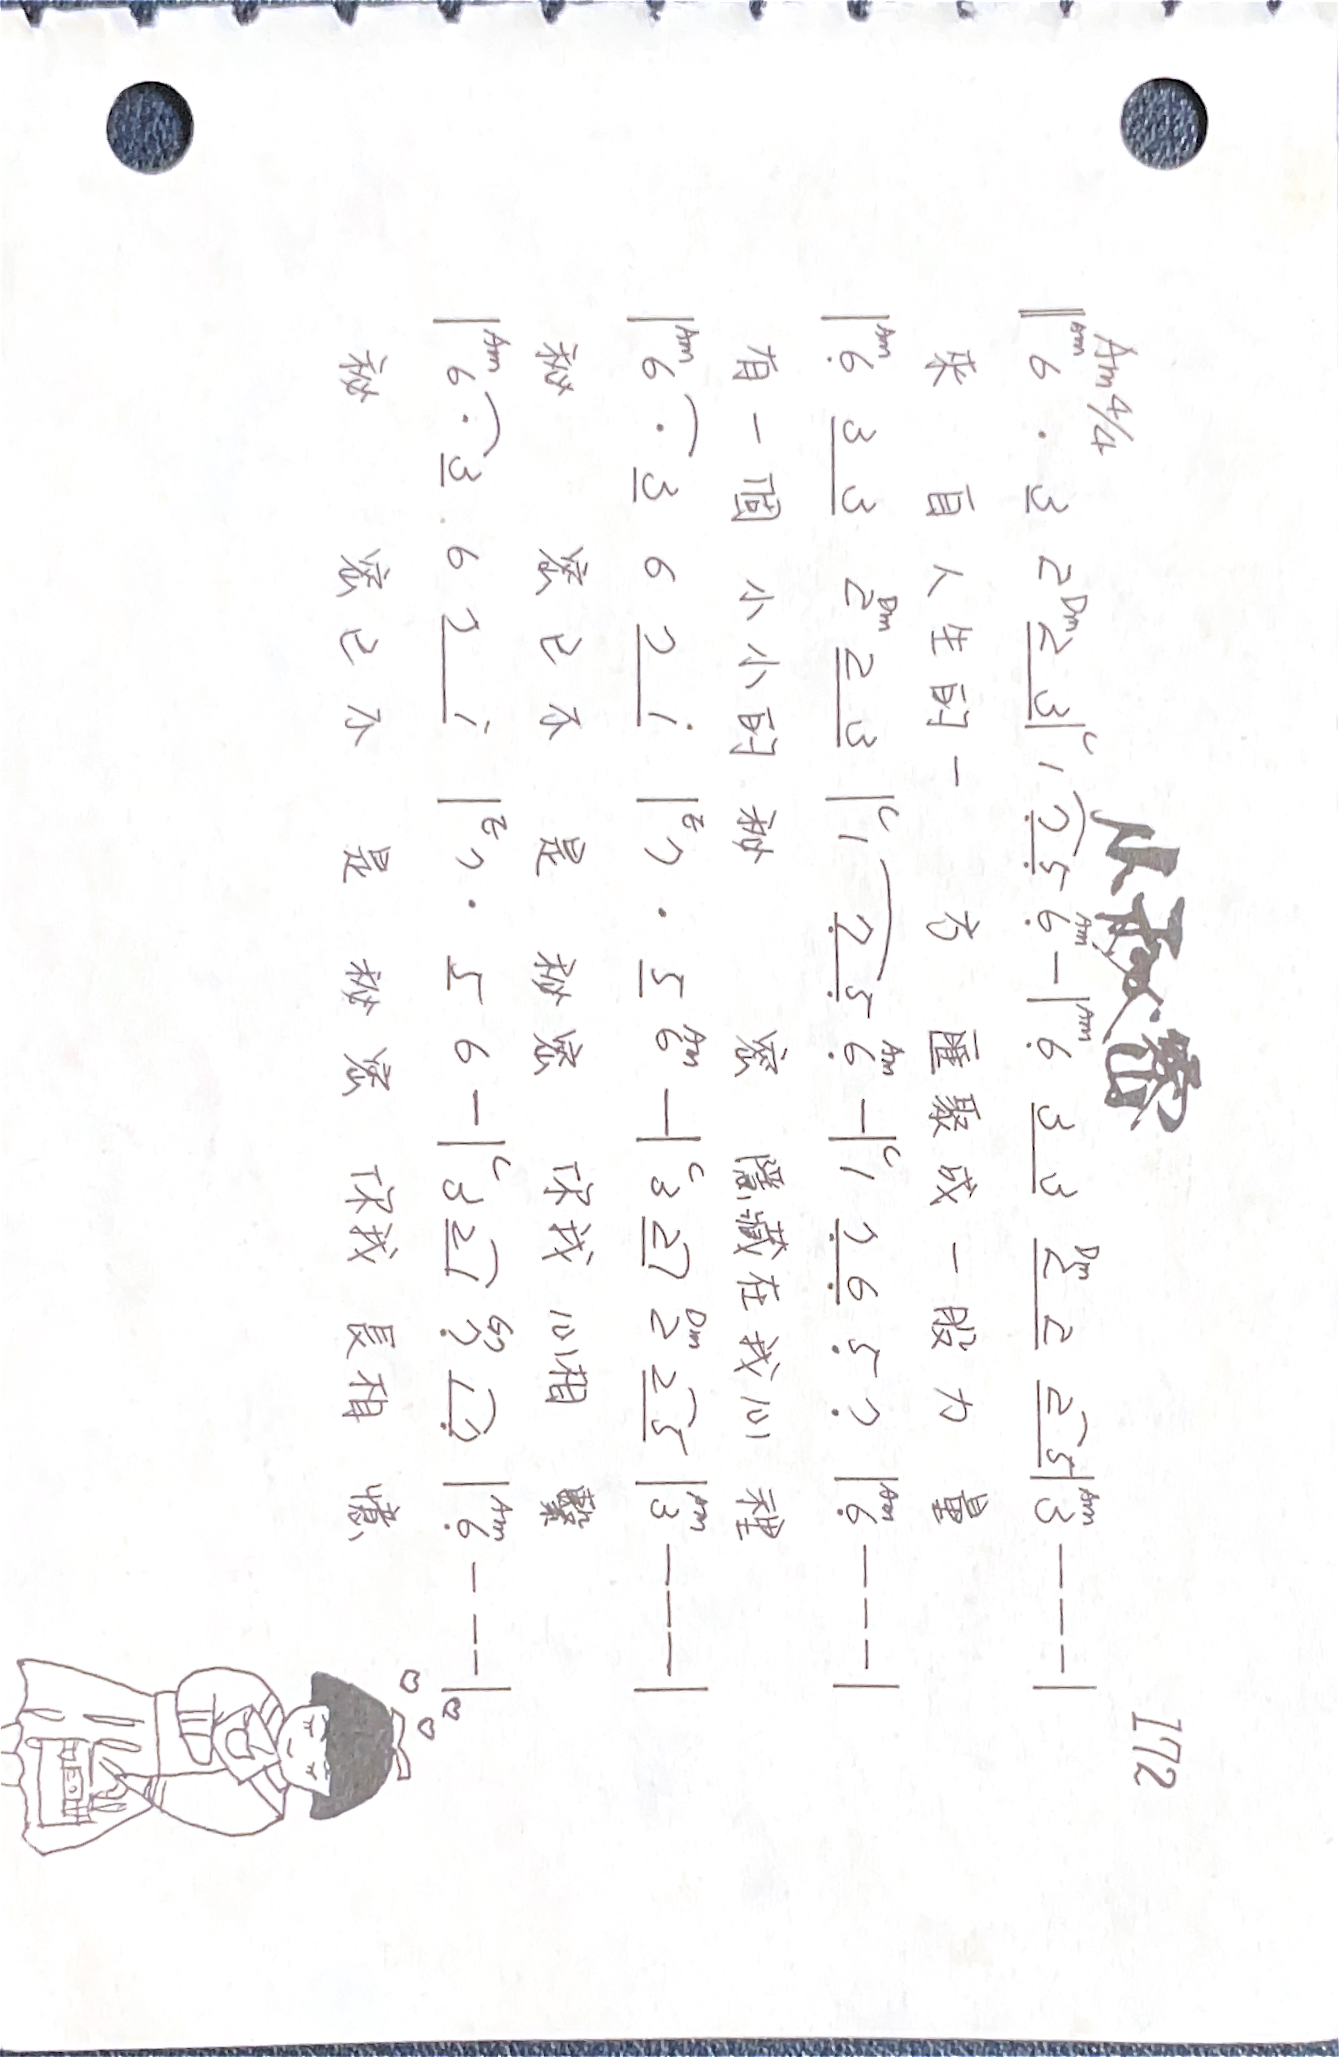 小秘密
172
Am 4/4
Am Dm C Am Am Dm Am
‖6 · 3 2 2 3 | 1 7 5 6 — | 6 3 3 2 2 2 5 | 3 — — — |
來 自人生的一 方 匯聚成一股力 量
Am Dm C Am C Am
| 6 3 3 2 2 3 | 1 7 5 6 — | 1 7 6 5 7 | 6 — — — |
有一個 小小的 秘 密 隱藏在我心 裡
Am E Am C Dm Am
| 6 · 3 6 7 i | 7 · 5 6 — | 3 2 1 2 2 5 | 3 — — — |
秘 密已不 是 秘密 你我 心相 繫
Am E C G7 Am
| 6 · 3 6 7 i | 7 · 5 6 — | 3 2 1 7 1 7 | 6 — — — |
秘 密已不 是 秘密 你我 長相 憶